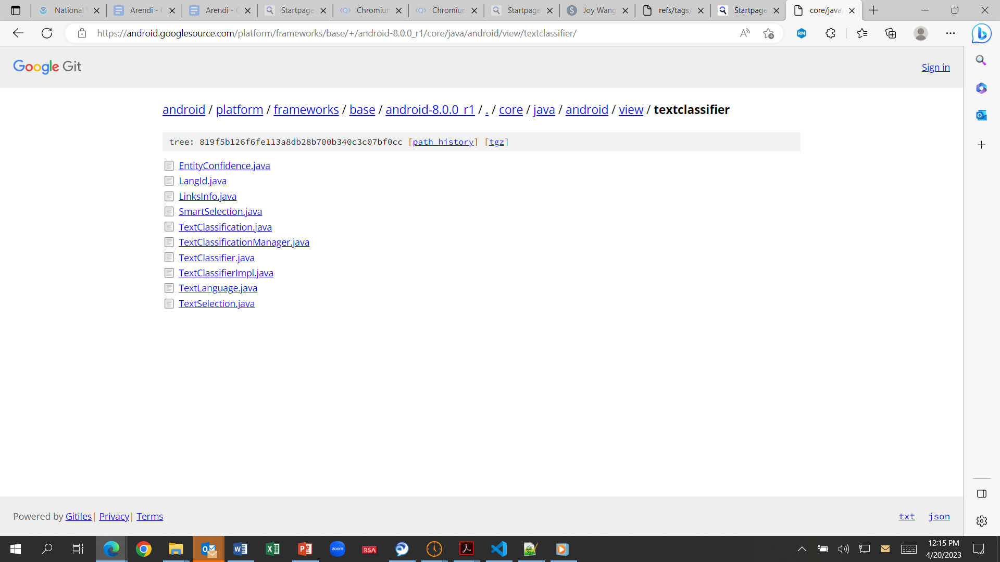 National
Arendi - 
Arendi - 
Startpage
Chromiun
Chromiun
Startpage
S Joy Wang
refs/tags/
Startpage
core/java/
https://android.googlesource.com/platform/frameworks/base/+/android-8.0.0_r1/core/java/android/view/textclassifier/
RM
Google Git
Sign in
android / platform / frameworks / base / android-8.0.0_r1 / . / core / java / android / view / textclassifier
tree: 819f5b126f6fe113a8db28b700b340c3c07bf0cc [path history] [tgz]
EntityConfidence.java
LangId.java
LinksInfo.java
SmartSelection.java
TextClassification.java
TextClassificationManager.java
TextClassifier.java
TextClassifierImpl.java
TextLanguage.java
TextSelection.java
Powered by Gitiles| Privacy| Terms
txt json
zoom
RSA
12:15 PM
4/20/2023